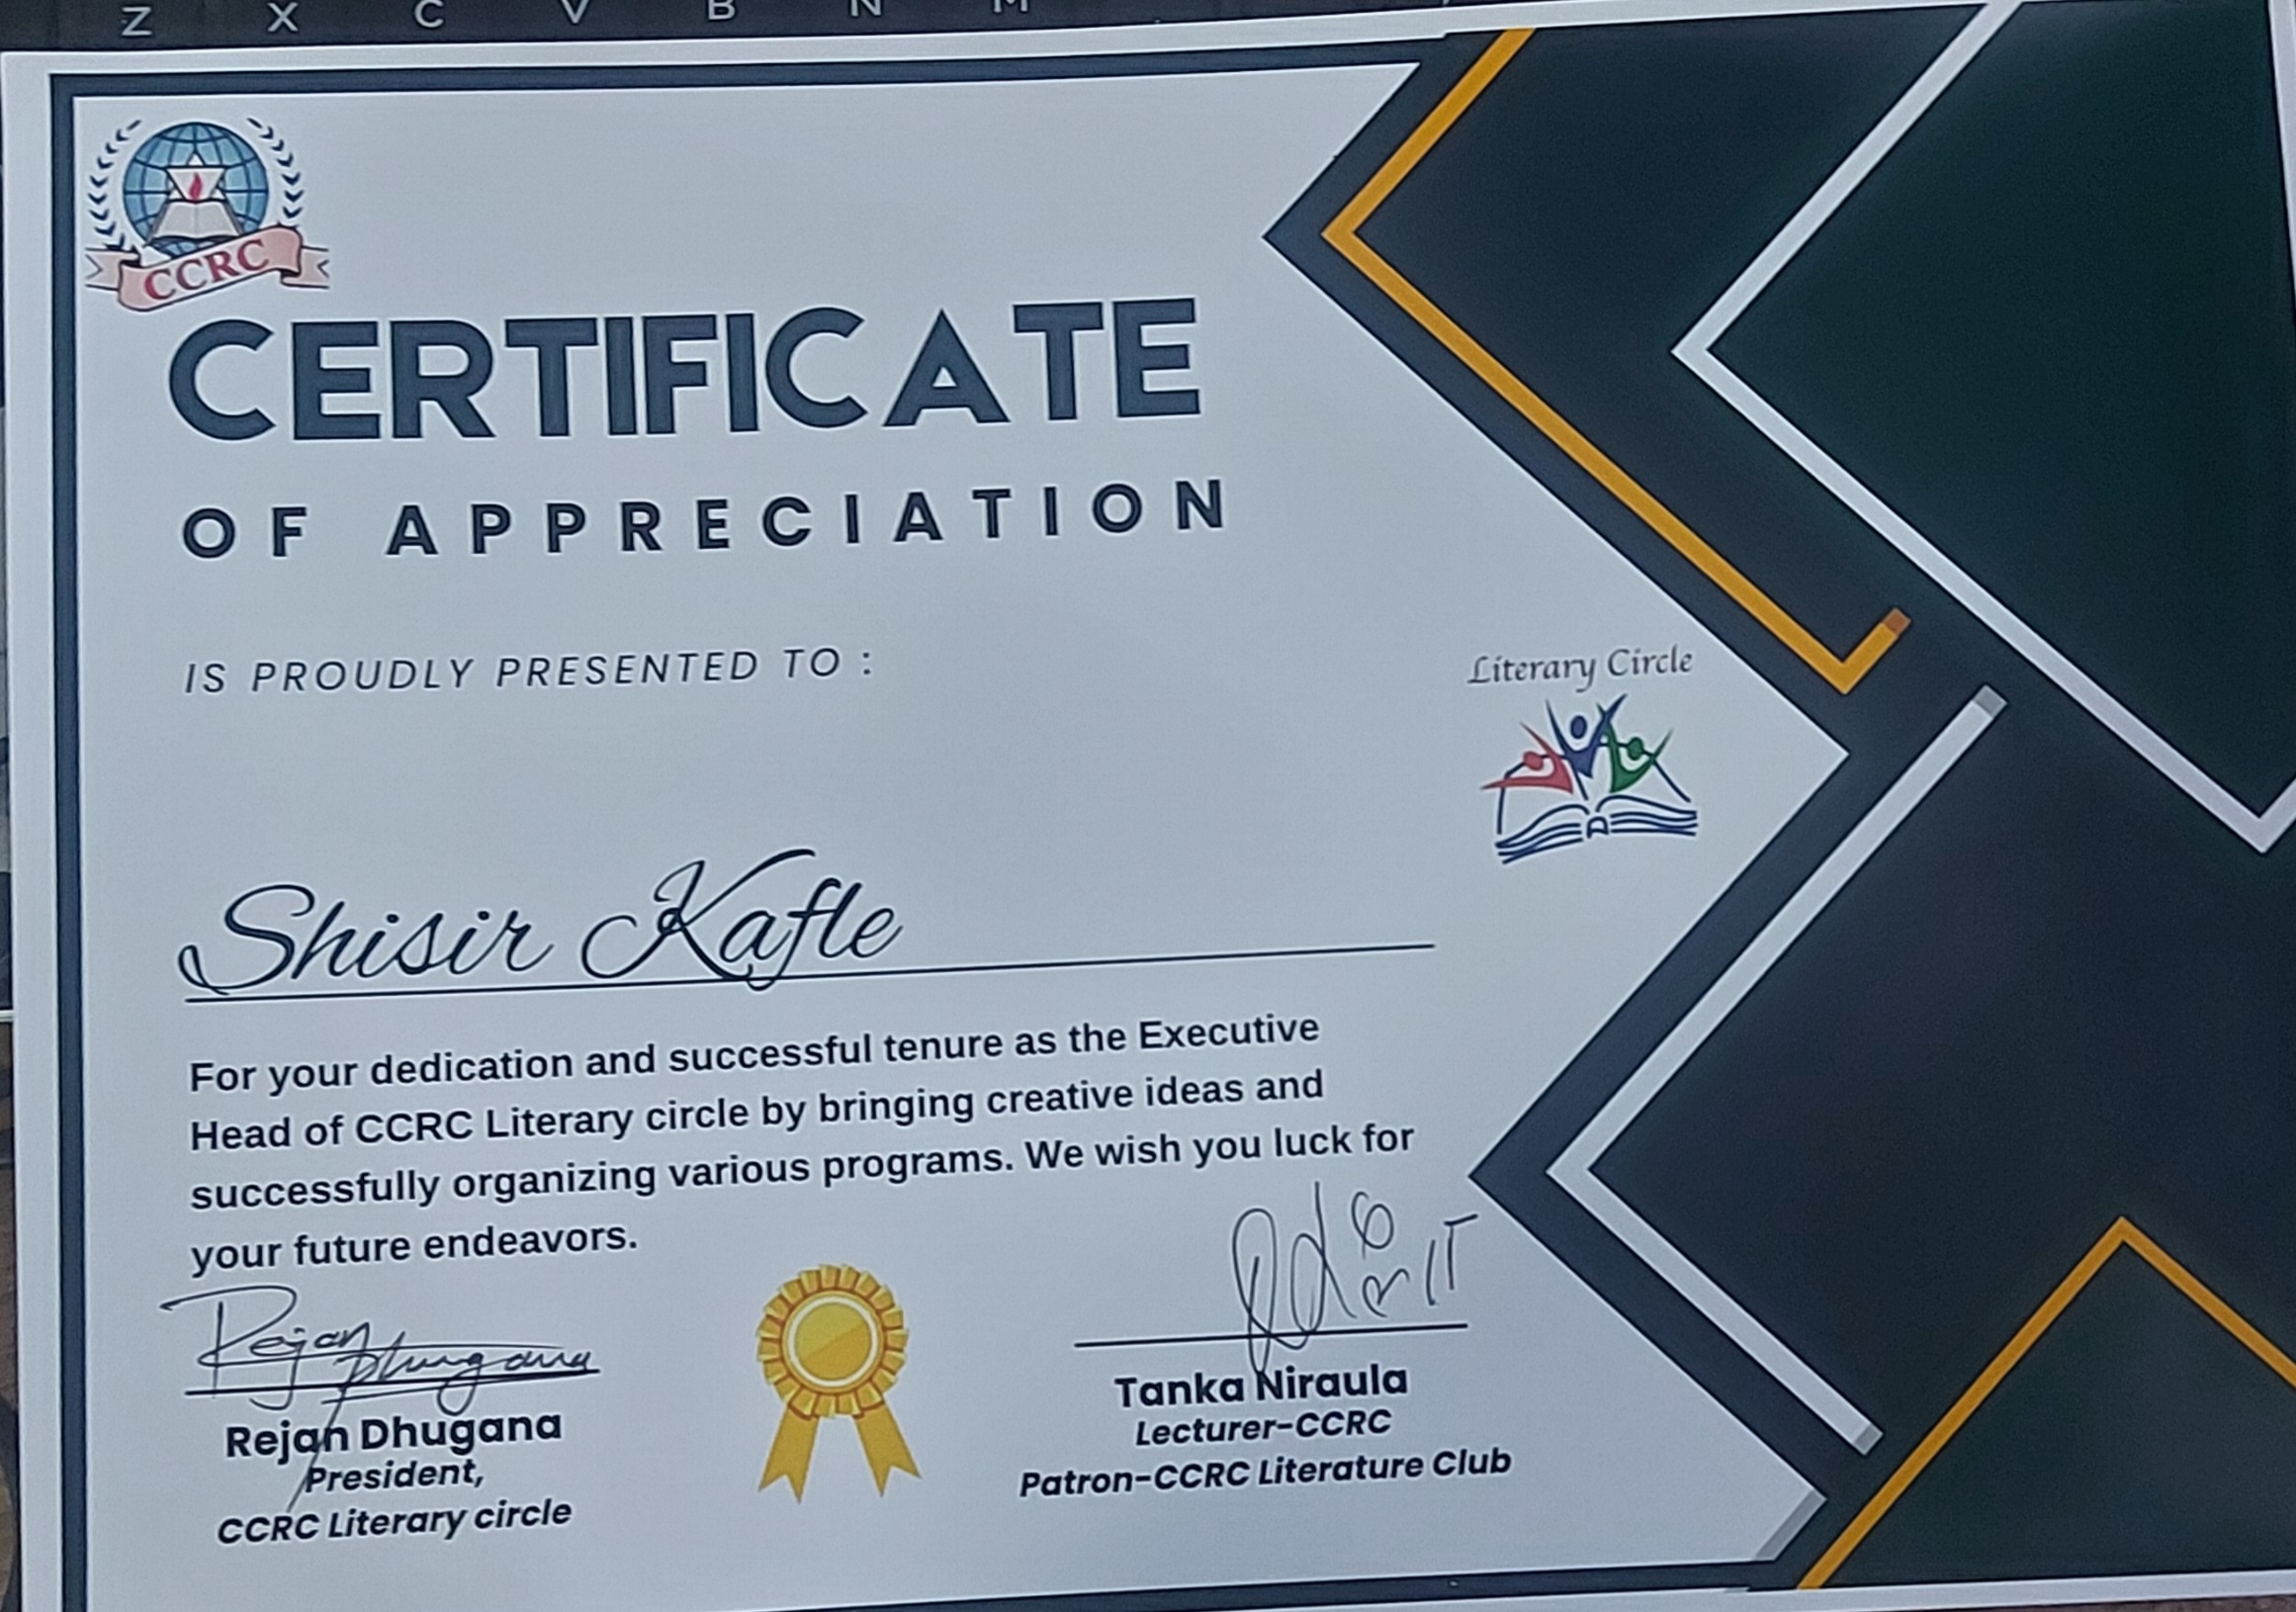 Z X C V B N M
CCRC
CERTIFICATE
OF APPRECIATION
IS PROUDLY PRESENTED TO :
Literary Circle
Shisir Kafle
For your dedication and successful tenure as the Executive
Head of CCRC Literary circle by bringing creative ideas and
successfully organizing various programs. We wish you luck for
your future endeavors.
Rejan
Dhungana
Rejan Dhugana
President,
CCRC Literary circle
Tanka Niraula
Lecturer-CCRC
Patron-CCRC Literature Club